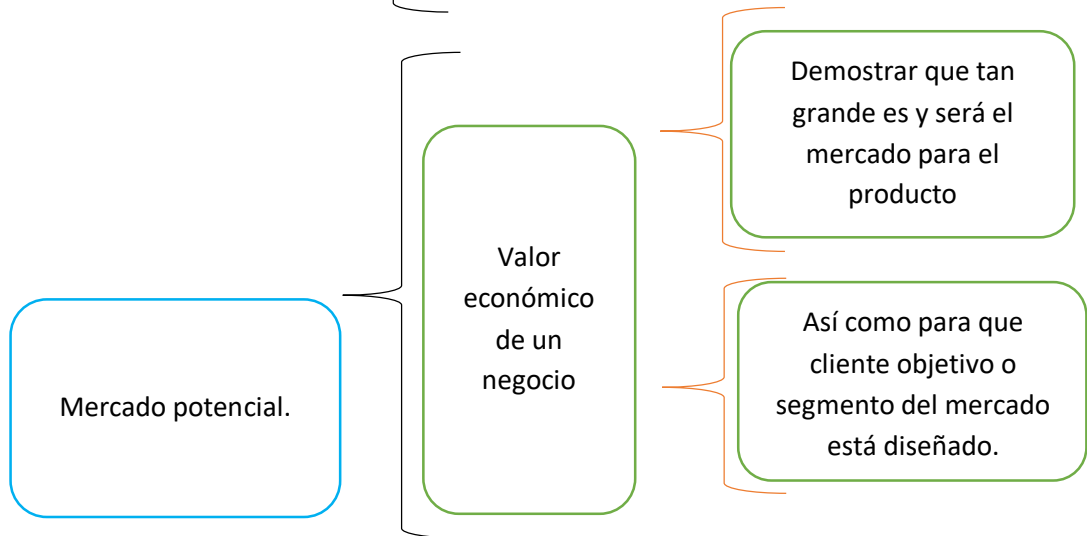 Mercado potencial.
Valor
económico
de un
negocio
Demostrar que tan
grande es y será el
mercado para el
producto
Así como para que
cliente objetivo o
segmento del mercado
está diseñado.